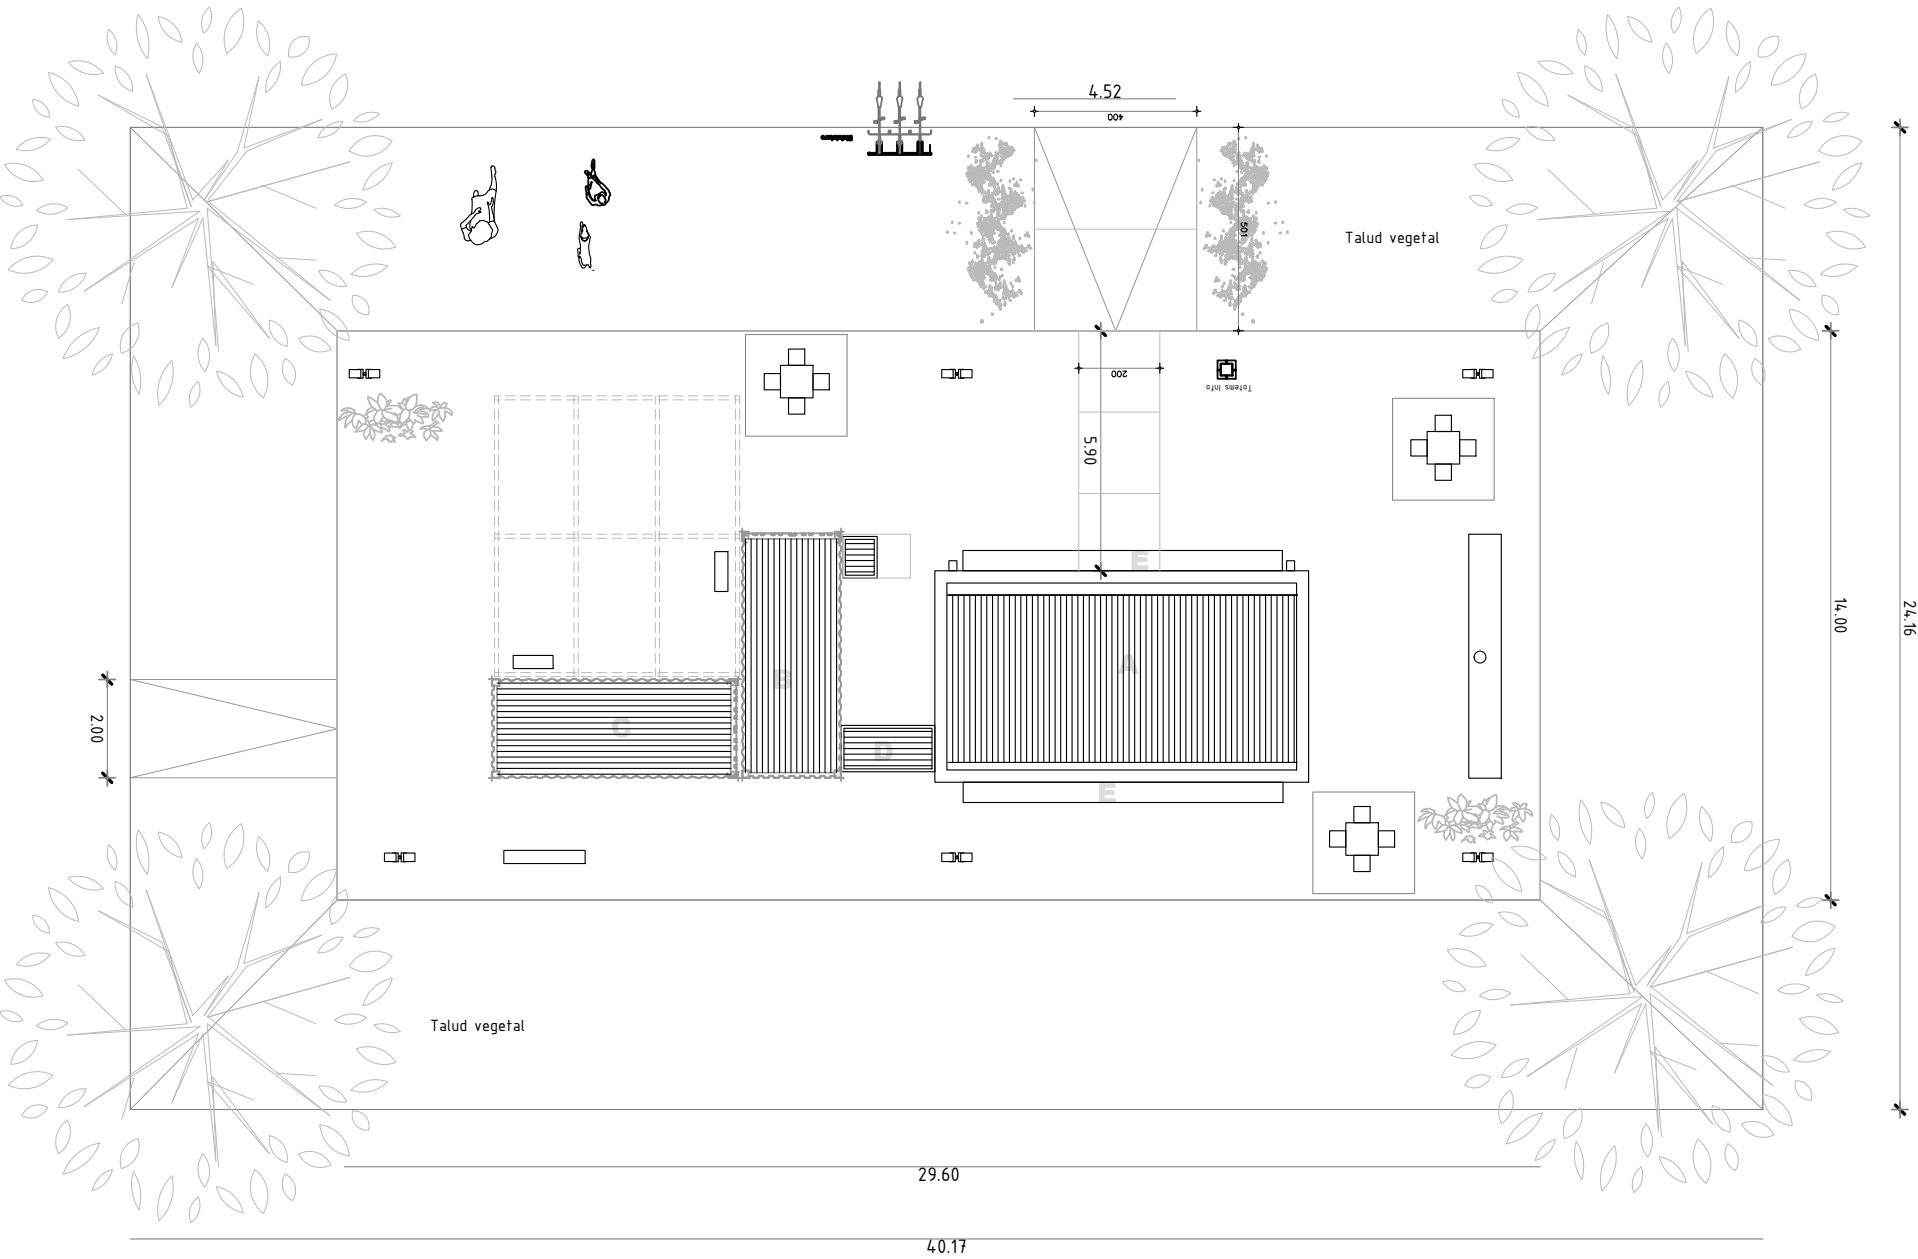 4.52
400
501
Talud vegetal
200
Totems info
5.90
E
A
B
C
D
E
2.00
14.00
24.16
Talud vegetal
29.60
40.17